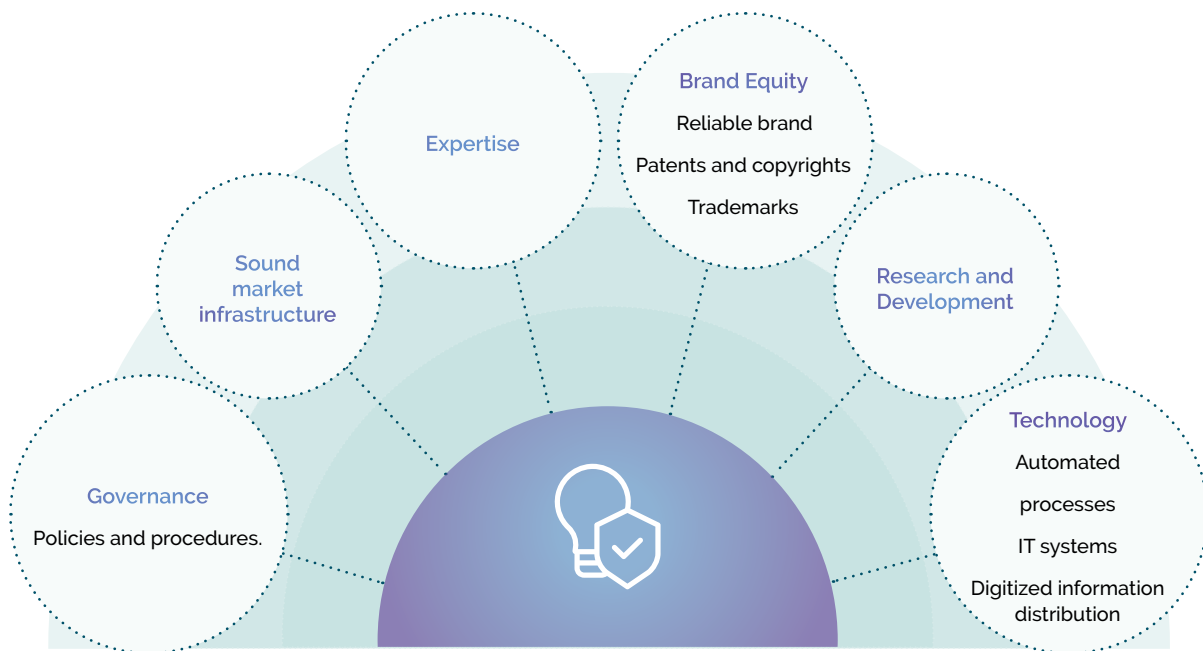 Governance
Policies and procedures.
Sound
market
infrastructure
Expertise
Brand Equity
Reliable brand
Patents and copyrights
Trademarks
Research and
Development
Technology
Automated
processes
IT systems
Digitized information
distribution